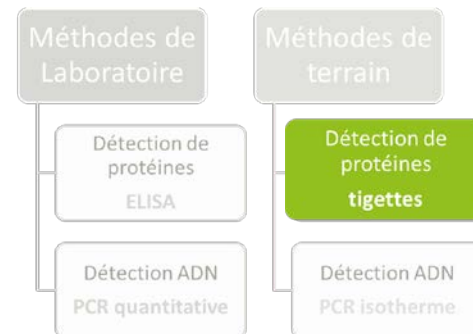 Méthodes de
Laboratoire
Détection de
protéines
ELISA
Détection ADN
PCR quantitative
Méthodes de
terrain
Détection de
protéines
tigettes
Détection ADN
PCR isotherme